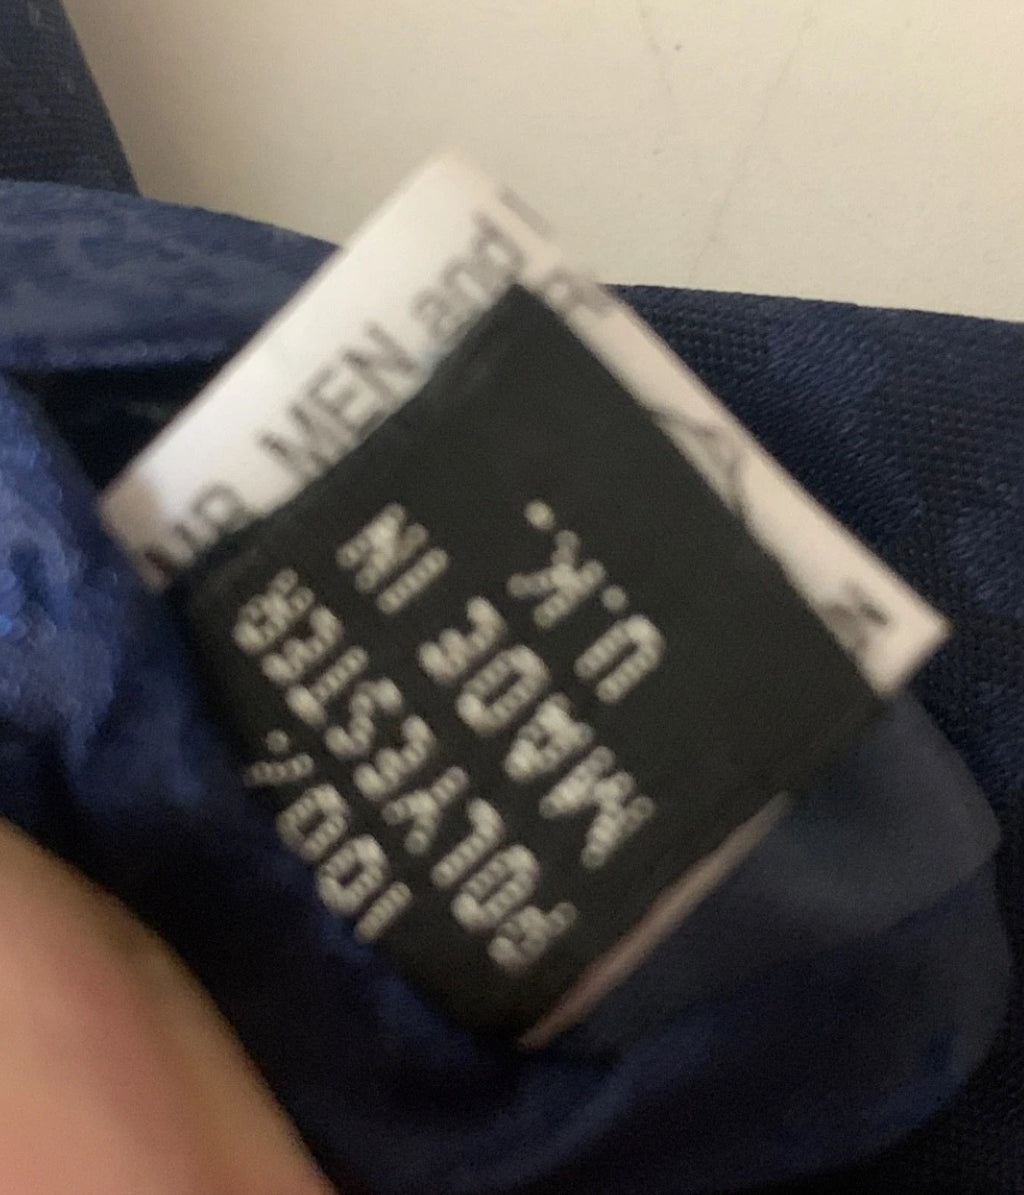 100%
POLYESTER
MADE IN
U.K.
MEN and